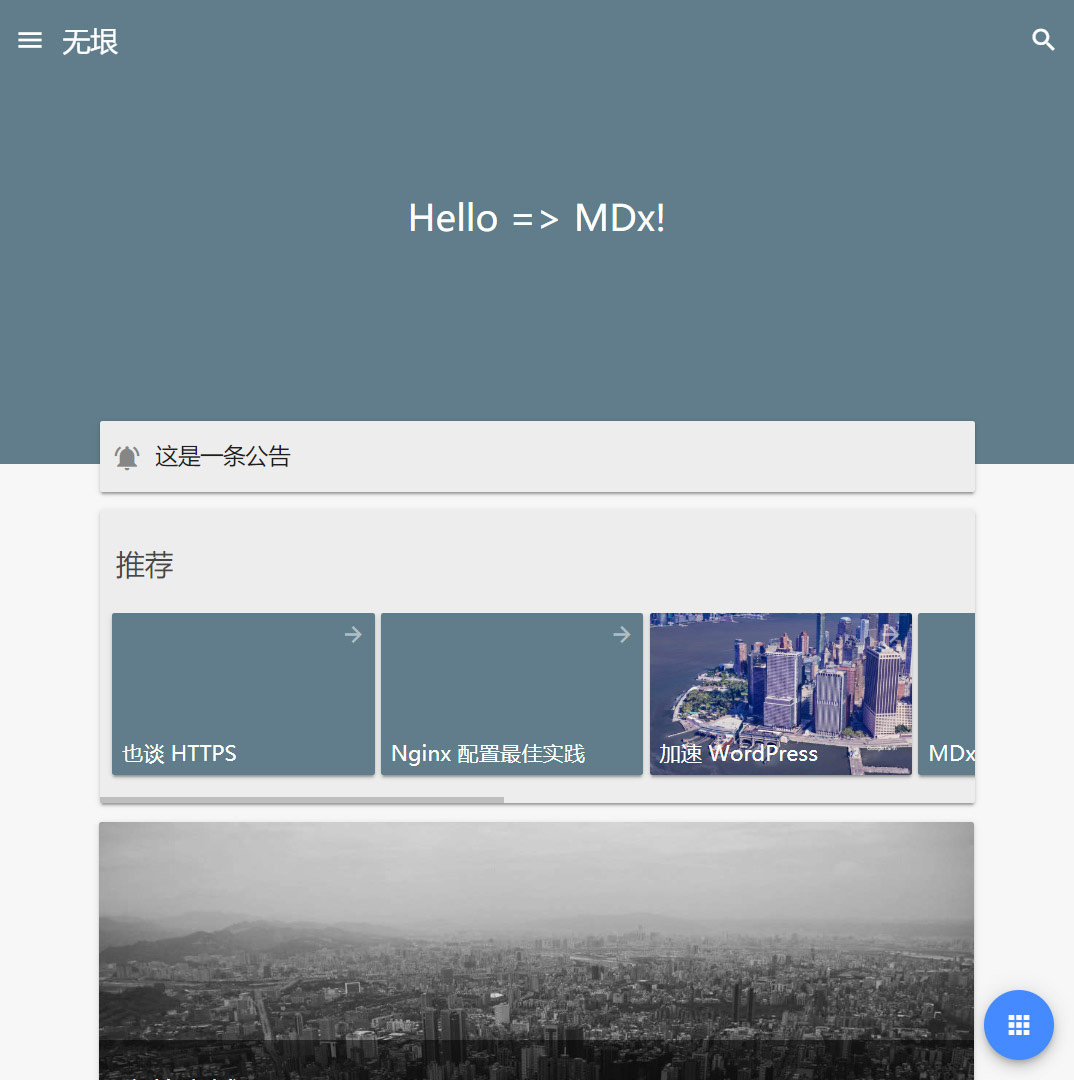 无垠
Hello => MDx!
这是一条公告
推荐
也谈 HTTPS
Nginx 配置最佳实践
加速 WordPress
MDx